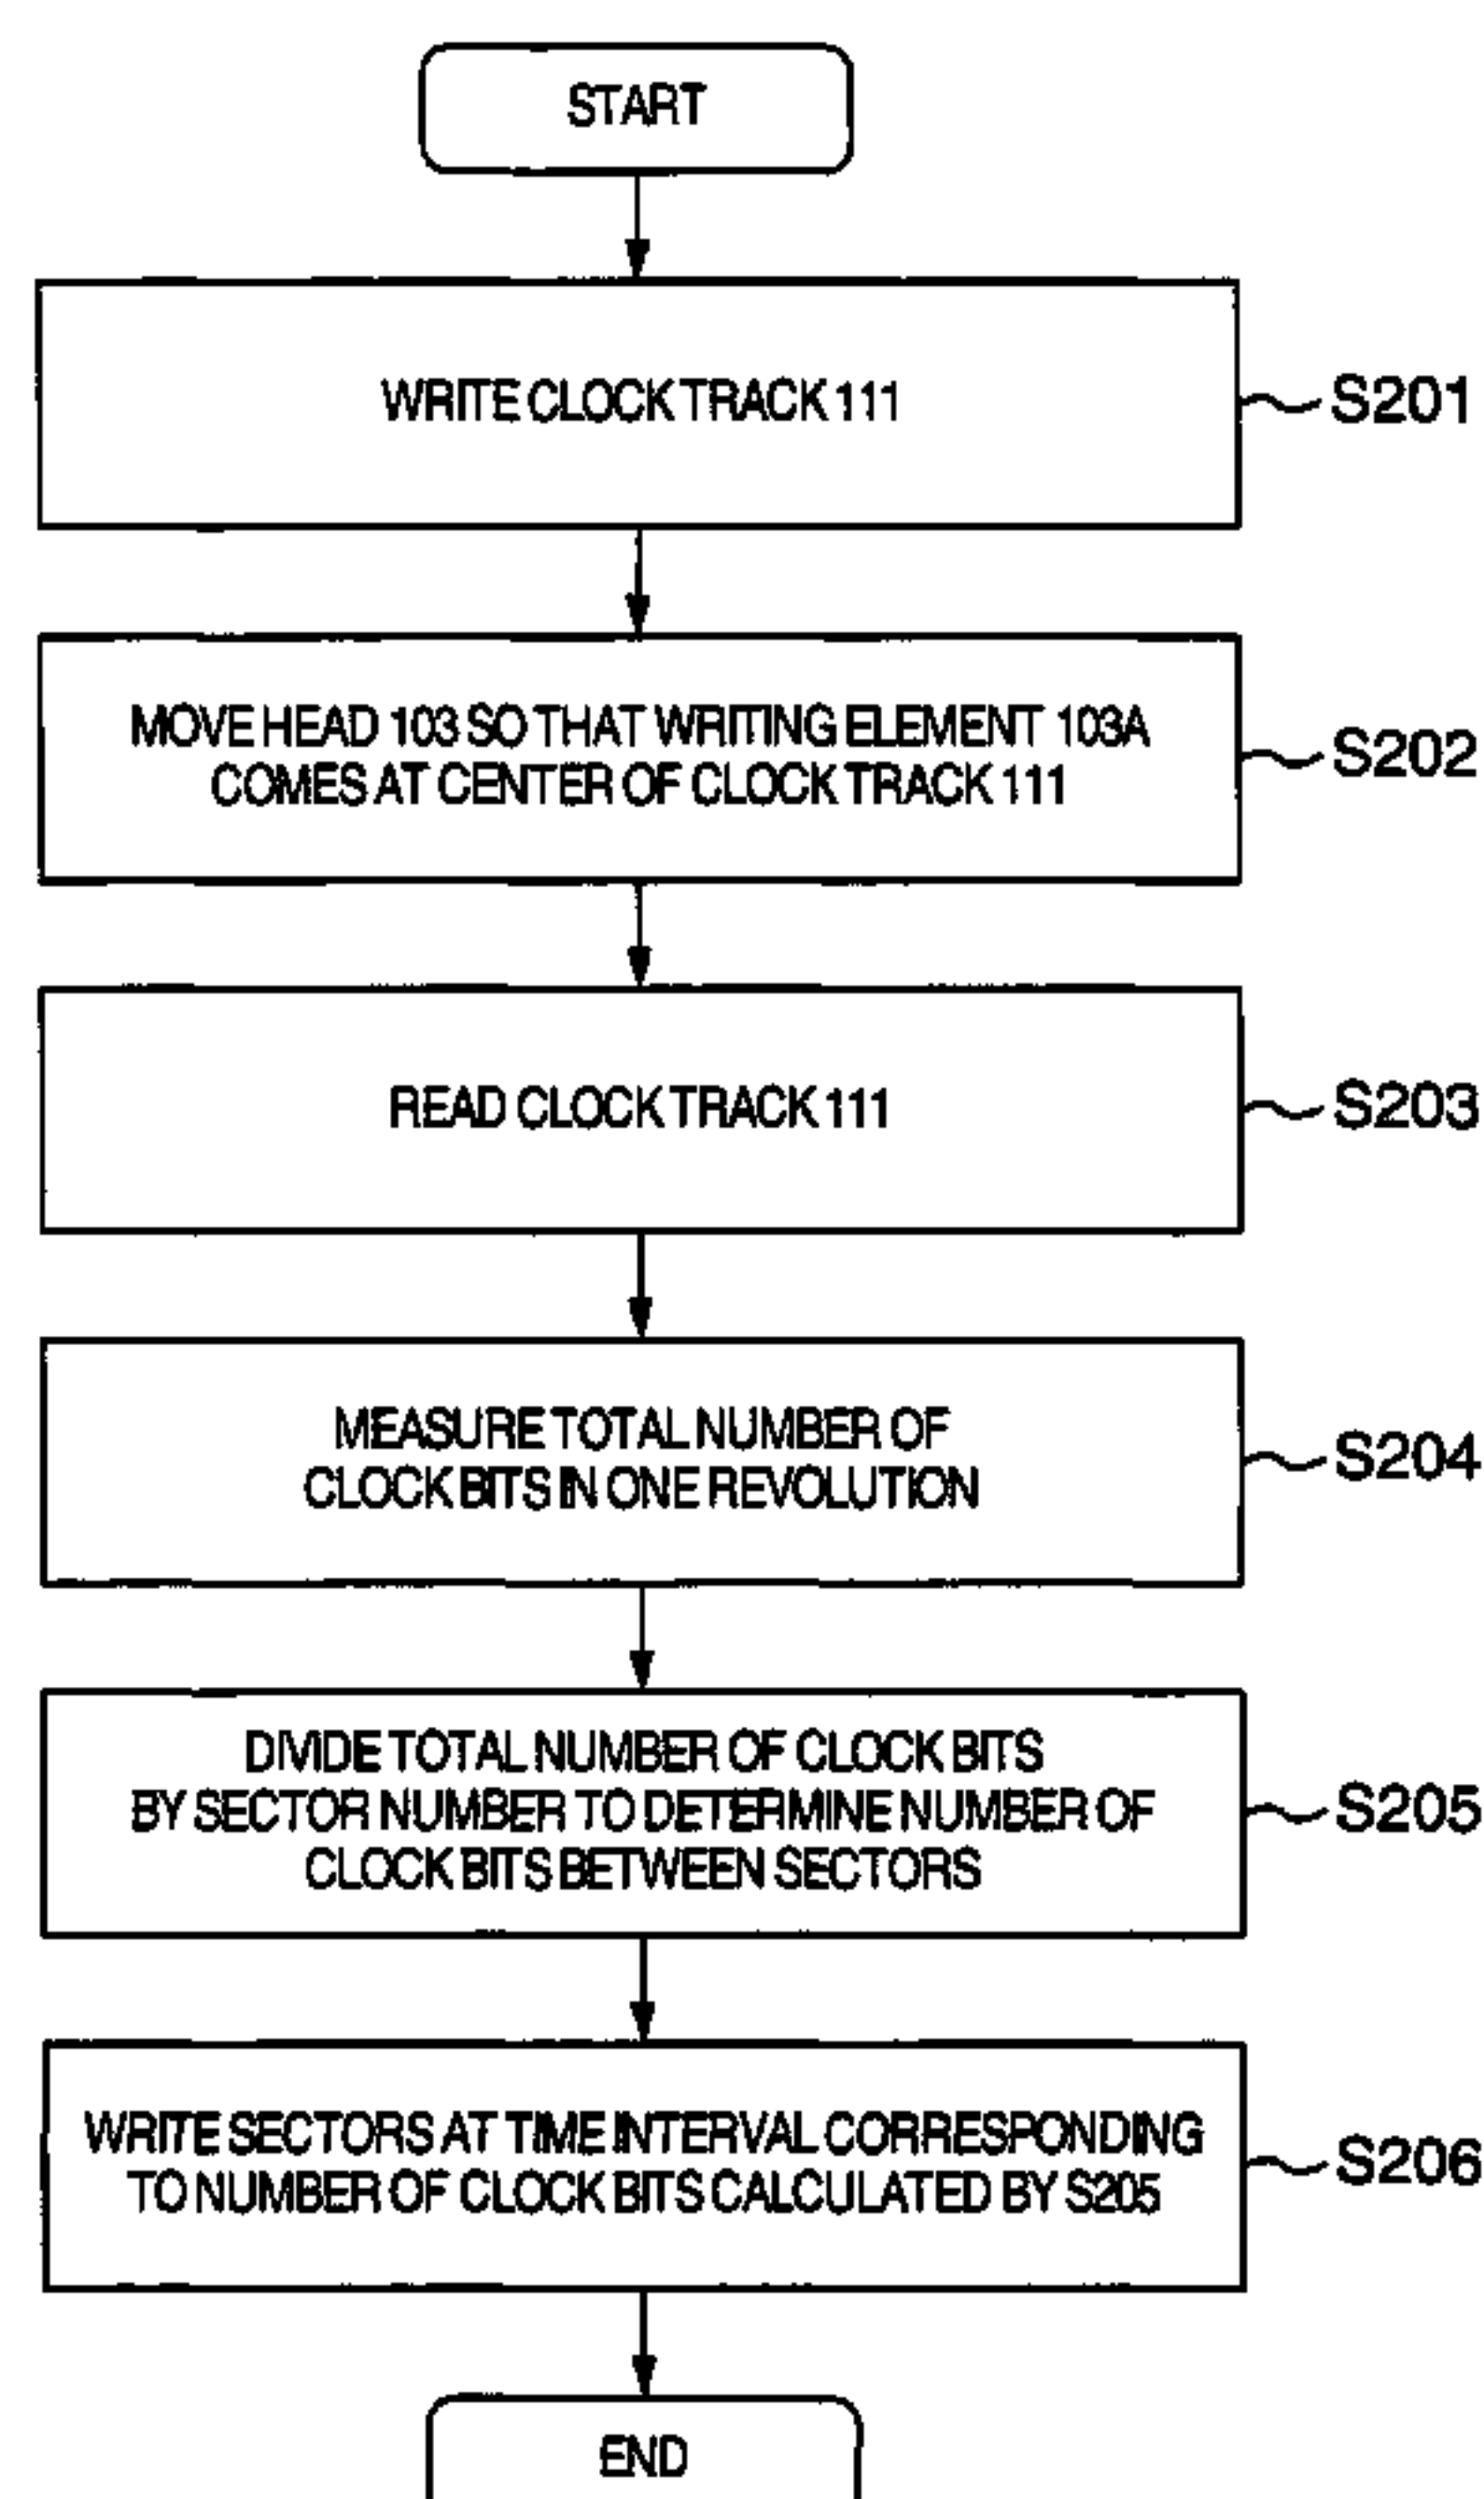 START
WRITE CLOCK TRACK 111
S201
MOVE HEAD 103 SO THAT WRITING ELEMENT 103A
COMES AT CENTER OF CLOCK TRACK 111
S202
READ CLOCK TRACK 111
S203
MEASURE TOTAL NUMBER OF
CLOCK BITS IN ONE REVOLUTION
S204
DIVIDE TOTAL NUMBER OF CLOCK BITS
BY SECTOR NUMBER TO DETERMINE NUMBER OF
CLOCK BITS BETWEEN SECTORS
S205
WRITE SECTORS AT TIME INTERVAL CORRESPONDING
TO NUMBER OF CLOCK BITS CALCULATED BY S205
S206
END